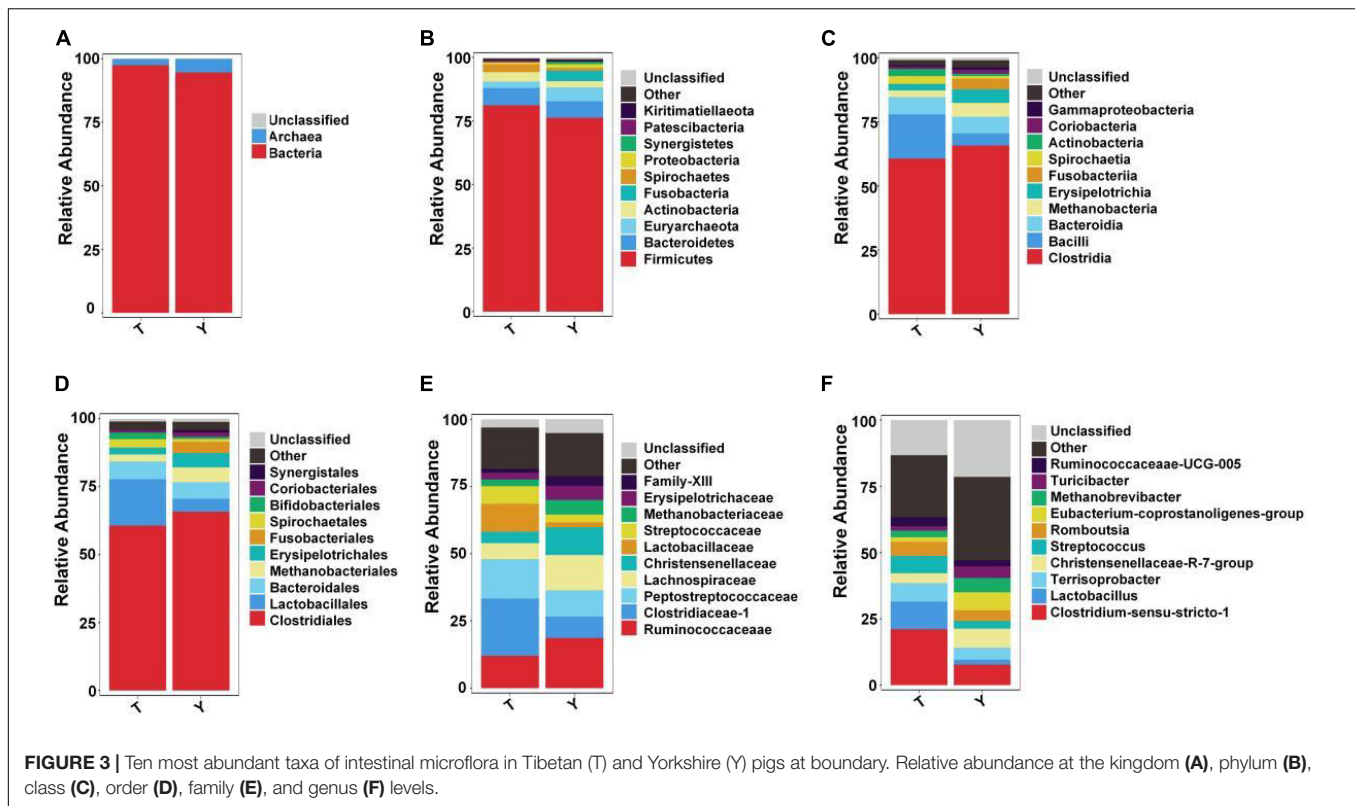 A
Relative Abundance
100
75
50
25
0
T
Y
Unclassified
Archaea
Bacteria
B
Relative Abundance
100
75
50
25
0
T
Y
Unclassified
Other
Kiritimatiellaeota
Patescibacteria
Synergistetes
Proteobacteria
Spirochaetes
Fusobacteria
Actinobacteria
Euryarchaeota
Bacteroidetes
Firmicutes
C
Relative Abundance
100
75
50
25
0
T
Y
Unclassified
Other
Gammaproteobacteria
Coriobacteria
Actinobacteria
Spirochaetia
Fusobacteriia
Erysipelotrichia
Methanobacteria
Bacteroidia
Bacilli
Clostridia
D
Relative Abundance
100
75
50
25
0
T
Y
Unclassified
Other
Synergistales
Coriobacteriales
Bifidobacteriales
Spirochaetales
Fusobacteriales
Erysipelotrichales
Methanobacteriales
Bacteroidales
Lactobacillales
Clostridiales
E
Relative Abundance
100
75
50
25
0
T
Y
Unclassified
Other
Family-XIII
Erysipelotrichaceae
Methanobacteriaceae
Streptococcaceae
Lactobacillaceae
Christensenellaceae
Lachnospiraceae
Peptostreptococcaceae
Clostridiaceae-1
Ruminococcaceaae
F
Relative Abundance
100
75
50
25
0
T
Y
Unclassified
Other
Ruminococcaceaae-UCG-005
Turicibacter
Methanobrevibacter
Eubacterium-coprostanoligenes-group
Romboutsia
Streptococcus
Christensenellaceae-R-7-group
Terrisoprobacter
Lactobacillus
Clostridium-sensu-stricto-1
FIGURE 3 | Ten most abundant taxa of intestinal microflora in Tibetan (T) and Yorkshire (Y) pigs at boundary. Relative abundance at the kingdom (A), phylum (B),
class (C), order (D), family (E), and genus (F) levels.